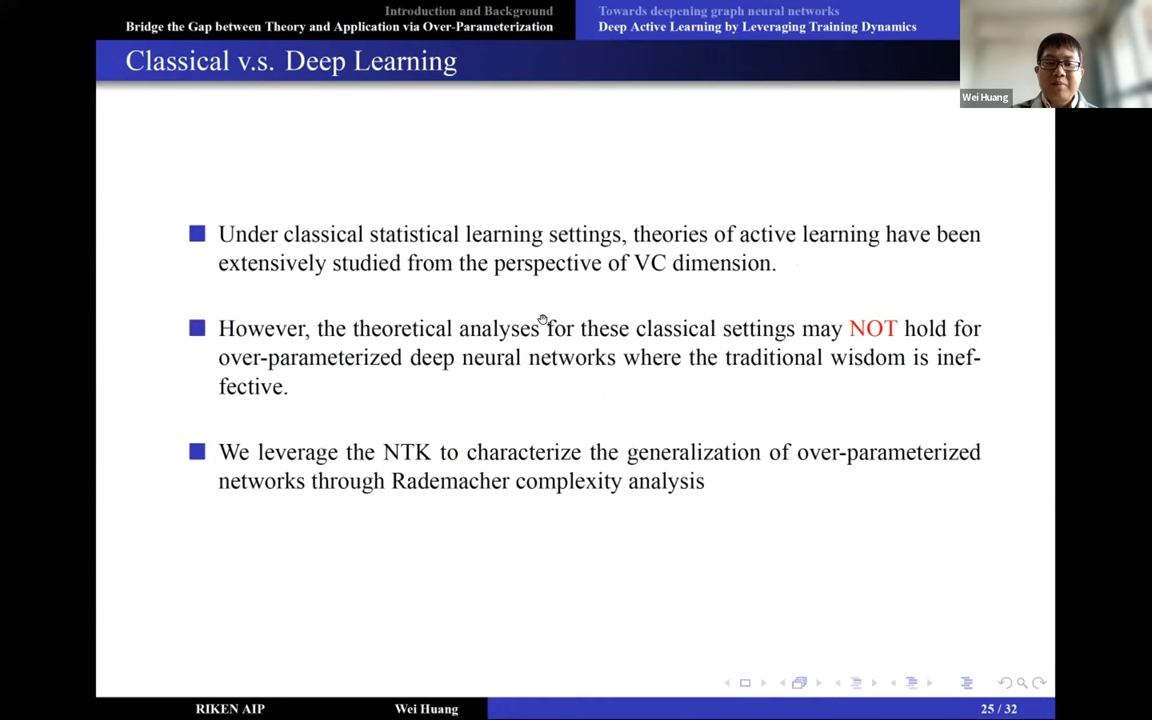 Introduction and Background
Bridge the Gap between Theory and Application via Over-Parameterization
Towards deepening graph neural networks
Deep Active Learning by Leveraging Training Dynamics
Classical v.s. Deep Learning
Wei Huang
Under classical statistical learning settings, theories of active learning have been
extensively studied from the perspective of VC dimension.
However, the theoretical analyses for these classical settings may NOT hold for
over-parameterized deep neural networks where the traditional wisdom is inef-
fective.
We leverage the NTK to characterize the generalization of over-parameterized
networks through Rademacher complexity analysis
RIKEN AIP
Wei Huang
25 / 32